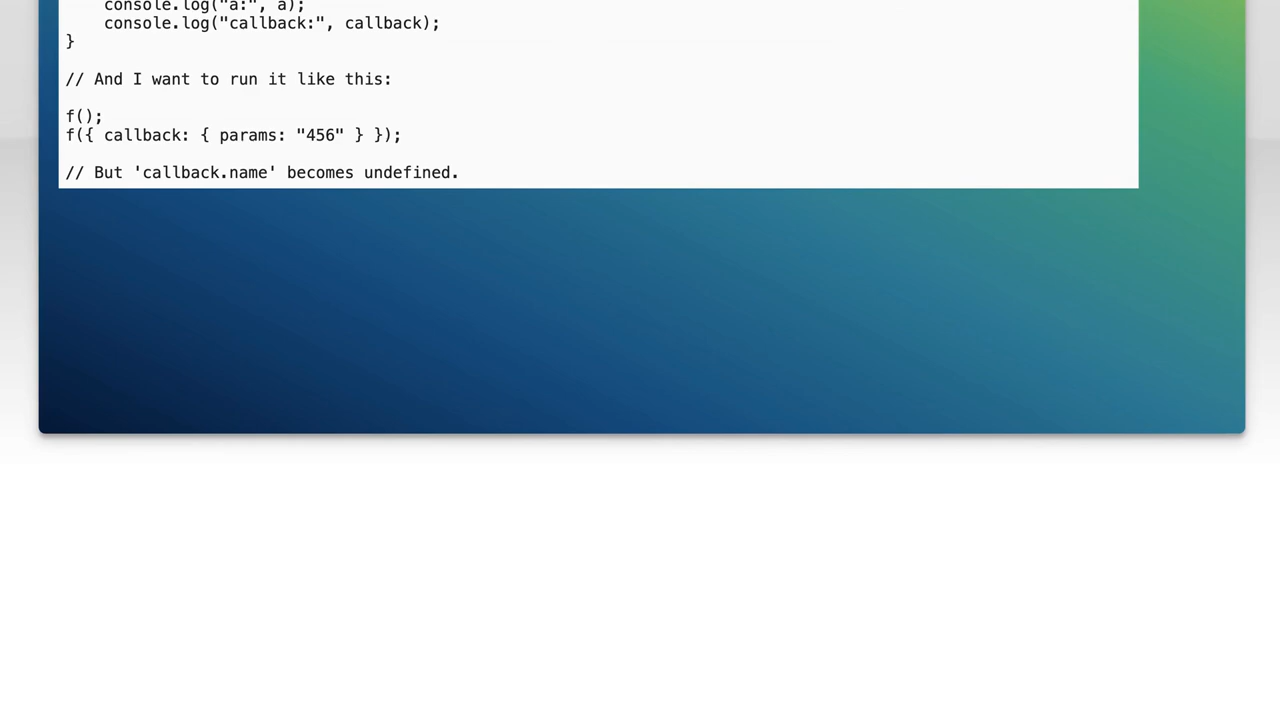 console.log("a:", a);
console.log("callback:", callback);
}
// And I want to run it like this:
f();
f({ callback: { params: "456" } });
// But 'callback.name' becomes undefined.